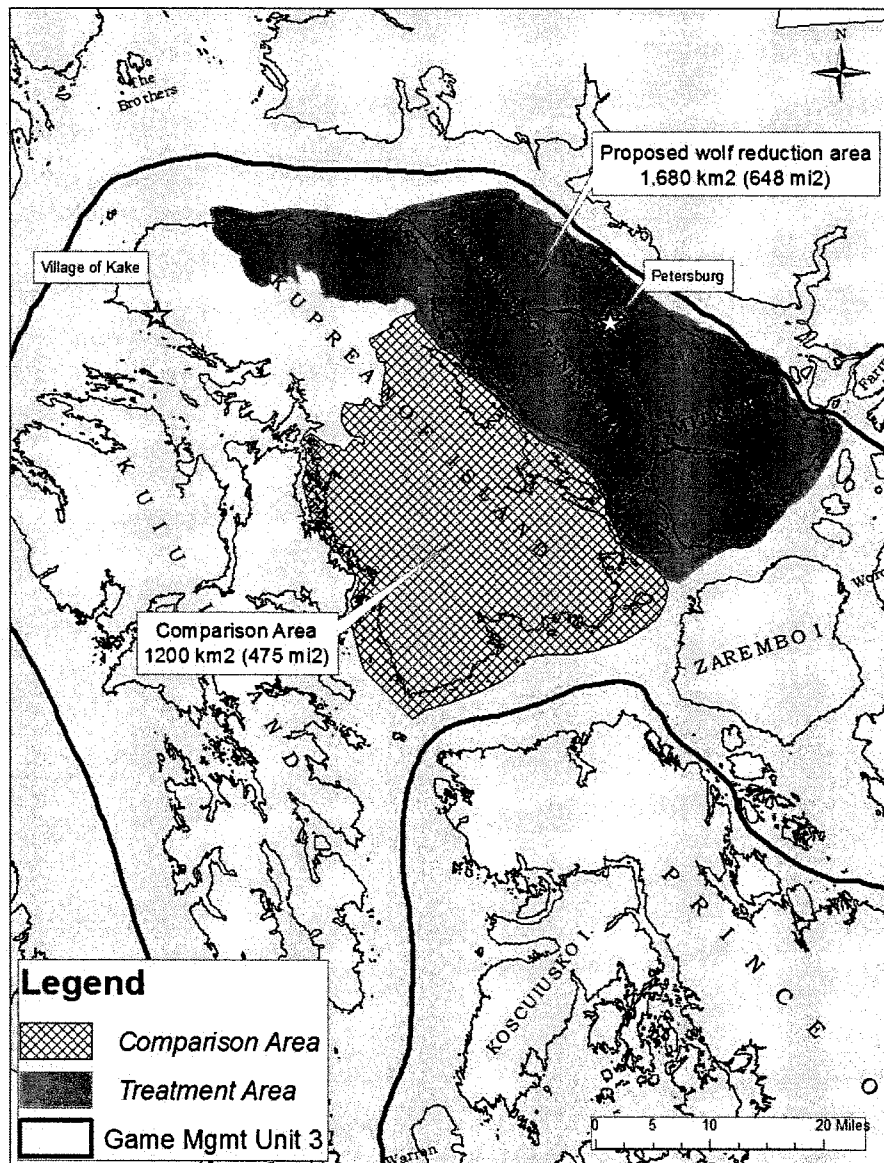 N
The
Brothers
Proposed wolf reduction area
1,680 km2 (648 mi2)
Village of Kake
Petersburg
KUPREANOF ISLAND
KUIU ISLAND
Comparison Area
1200 km2 (475 mi2)
ZAREMBO I
KOSCUIUSKO I.
PRINCE
O
Warren
Legend
Comparison Area
Treatment Area
Game Mgmt Unit 3
0 5 10 20 Miles